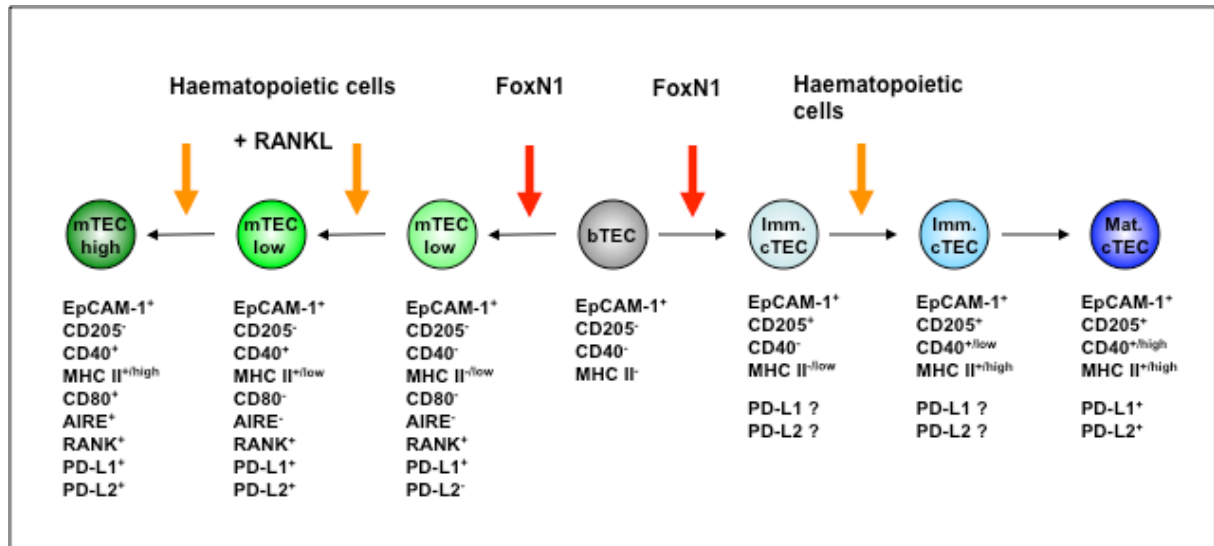 Haematopoietic cells
+ RANKL
FoxN1
FoxN1
Haematopoietic
cells
mTEC
high
mTEC
low
mTEC
low
bTEC
Imm.
cTEC
Imm.
cTEC
Mat.
cTEC
EpCAM-1⁺
CD205⁻
CD40⁺
MHC II⁺/ʰⁱᵍʰ
CD80⁺
AIRE⁺
RANK⁺
PD-L1⁺
PD-L2⁺
EpCAM-1⁺
CD205⁻
CD40⁺
MHC II⁺/ˡᵒʷ
CD80⁻
AIRE⁻
RANK⁺
PD-L1⁺
PD-L2⁺
EpCAM-1⁺
CD205⁻
CD40⁻
MHC II⁻/ˡᵒʷ
CD80⁻
AIRE⁻
RANK⁺
PD-L1⁺
PD-L2⁻
EpCAM-1⁺
CD205⁻
CD40⁻
MHC II⁻
EpCAM-1⁺
CD205⁺
CD40⁻
MHC II⁻/ˡᵒʷ
PD-L1 ?
PD-L2 ?
EpCAM-1⁺
CD205⁺
CD40⁺/ˡᵒʷ
MHC II⁺/ʰⁱᵍʰ
PD-L1 ?
PD-L2 ?
EpCAM-1⁺
CD205⁺
CD40⁺/ʰⁱᵍʰ
MHC II⁺/ʰⁱᵍʰ
PD-L1⁺
PD-L2⁺